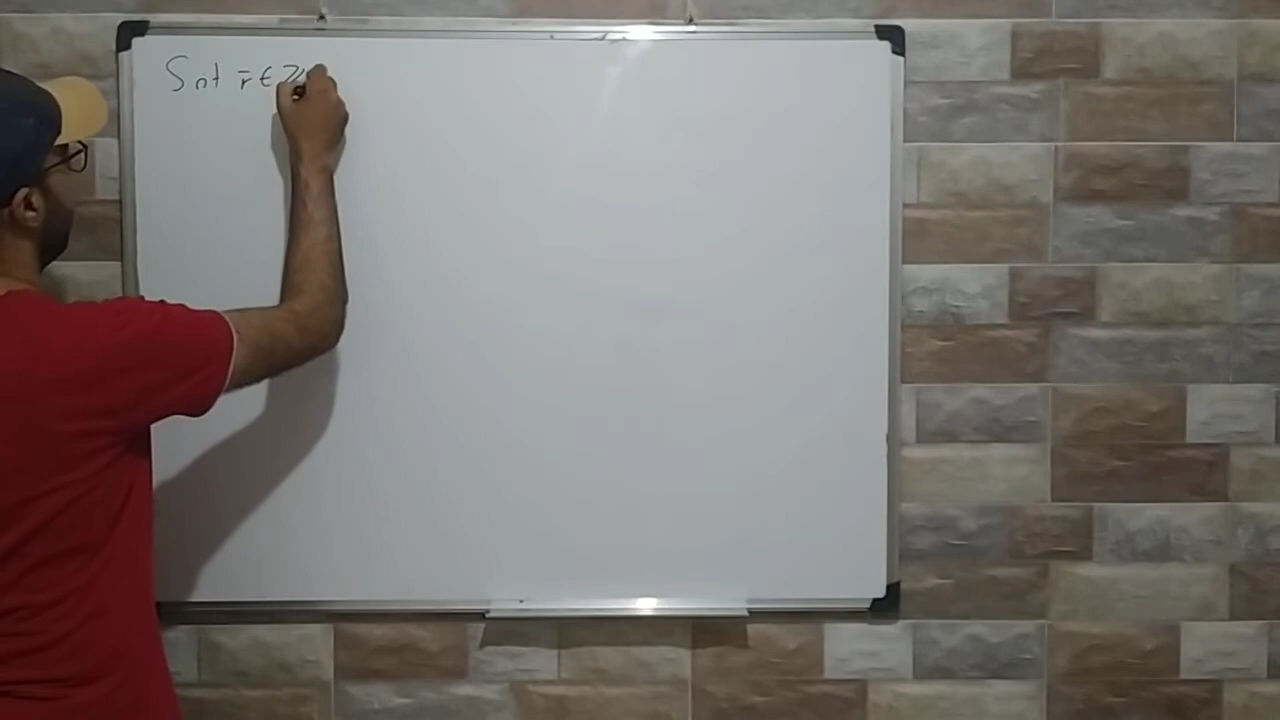 Soit r̄ ∈ ℤ